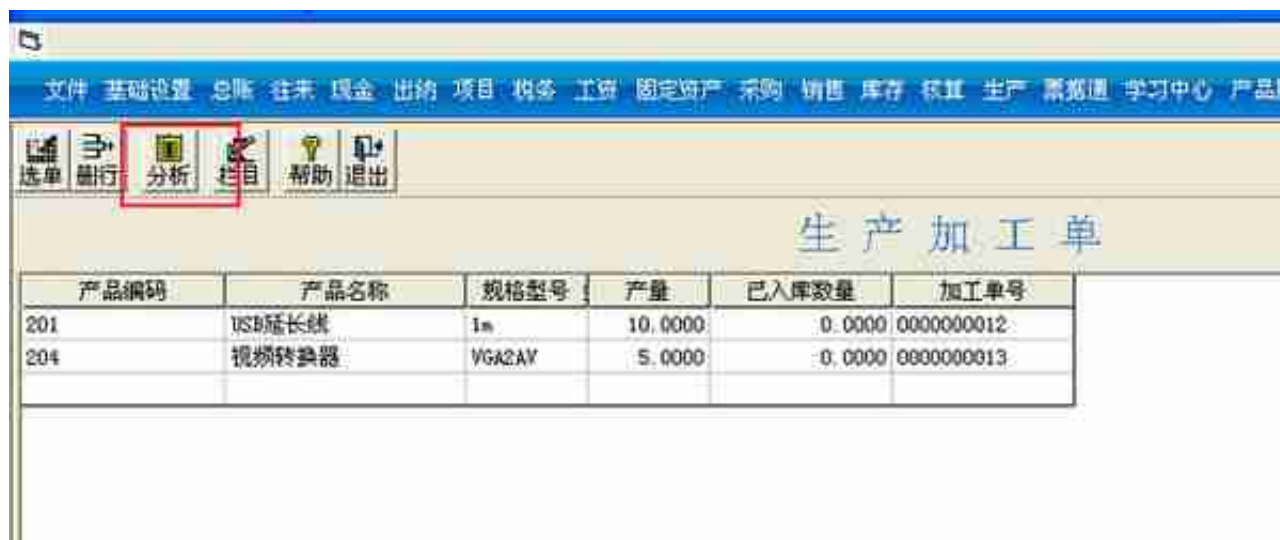 文件 基础设置 总账 往来 现金 出纳 项目 税务 工资 固定资产 采购 销售 库存 核算 生产 票据通 学习中心 产品
选单 删行 分析 栏目 帮助 退出
生产加工单
产品编码 产品名称 规格型号 产量 已入库数量 加工单号
201 USB延长线 1m 10.0000 0.0000 0000000012
204 视频转换器 VGA2AV 5.0000 0.0000 0000000013